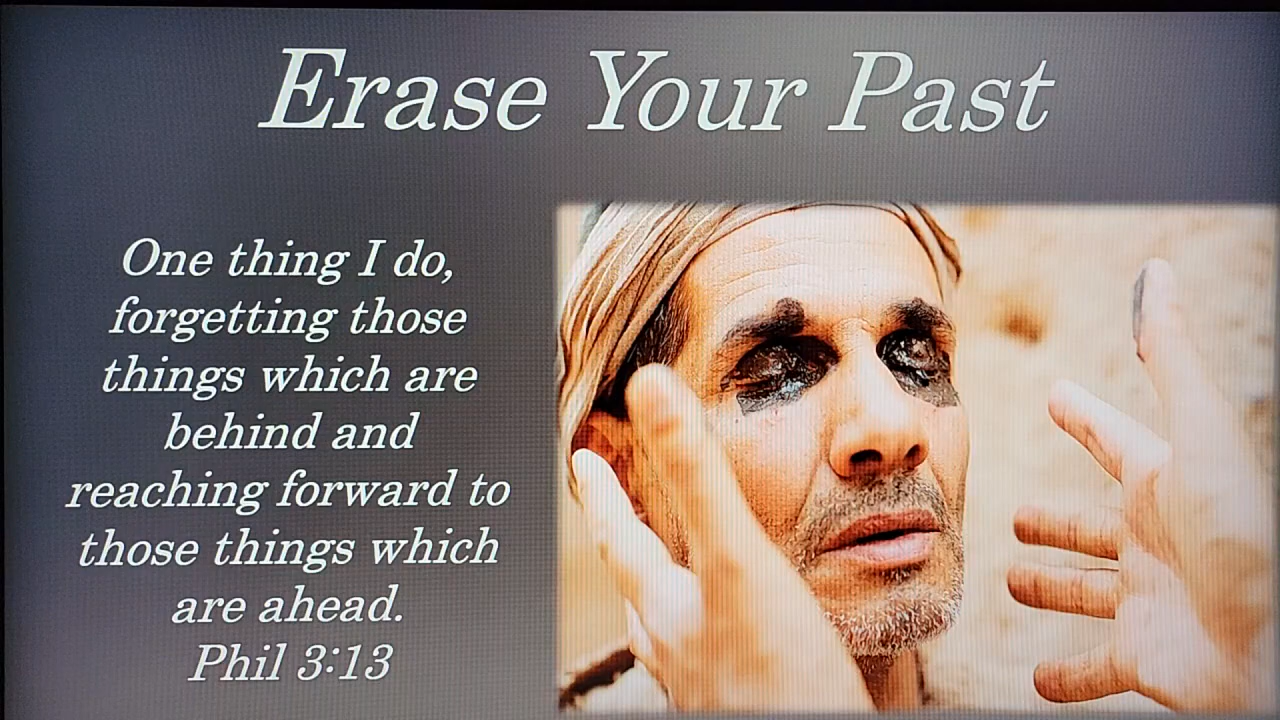 Erase Your Past
One thing I do,
forgetting those
things which are
behind and
reaching forward to
those things which
are ahead.
Phil 3:13